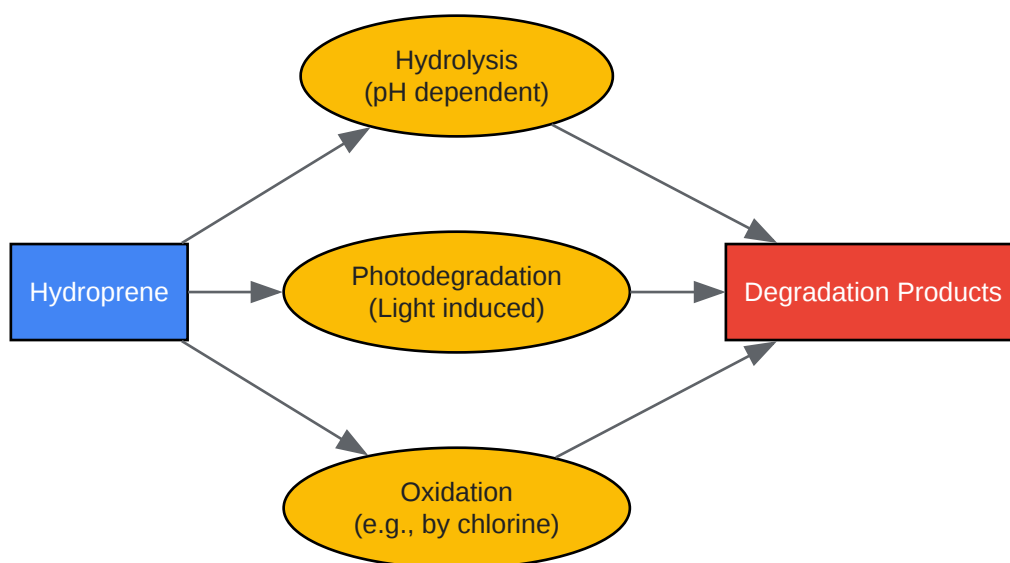 Hydrolysis
(pH dependent)
Hydroprene
Photodegradation
(Light induced)
Degradation Products
Oxidation
(e.g., by chlorine)